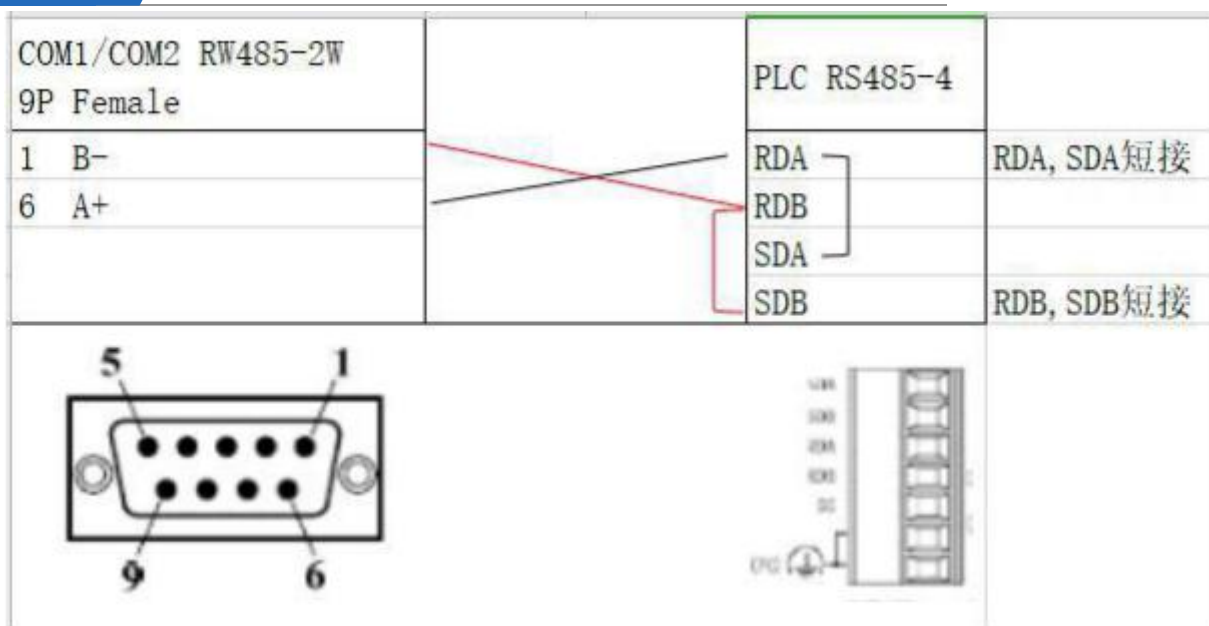 COM1/COM2 RW485-2W
9P Female
PLC RS485-4
1 B-
RDA
RDA, SDA短接
6 A+
RDB
SDA
SDB
RDB, SDB短接
5
1
9
6